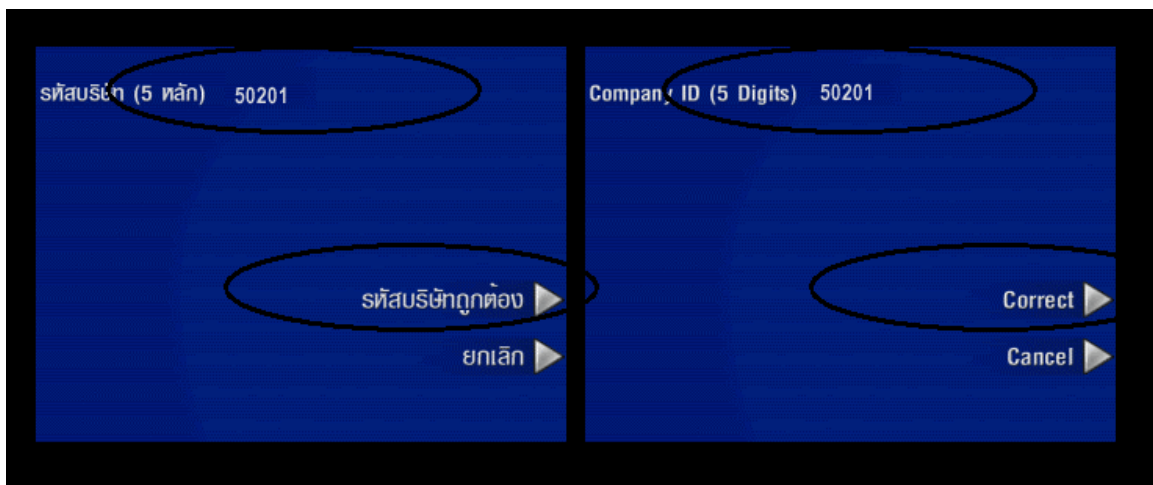 รหัสบริษัท (5 หลัก) 50201
รหัสบริษัทถูกต้อง
ยกเลิก
Company ID (5 Digits) 50201
Correct
Cancel